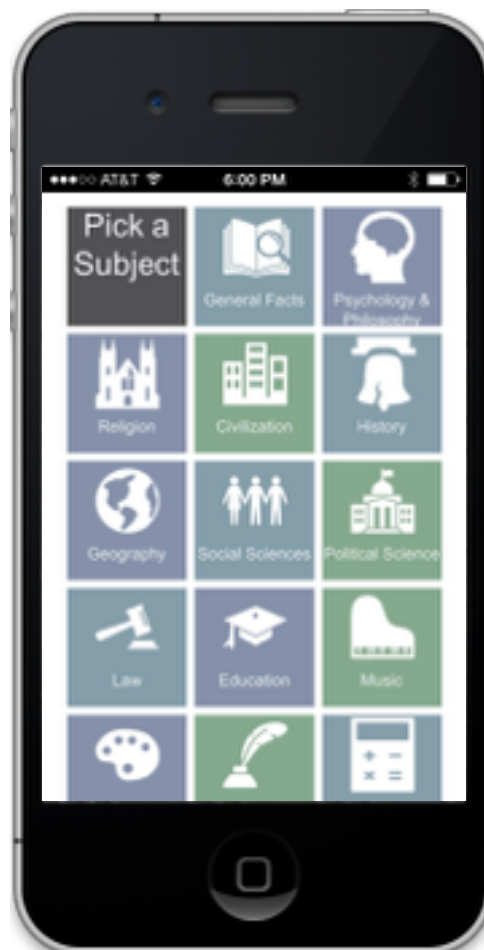 AT&T 6:00 PM
Pick a
Subject
General Facts
Psychology &
Philosophy
Religion
Civilization
History
Geography
Social Sciences
Political Science
Law
Education
Music